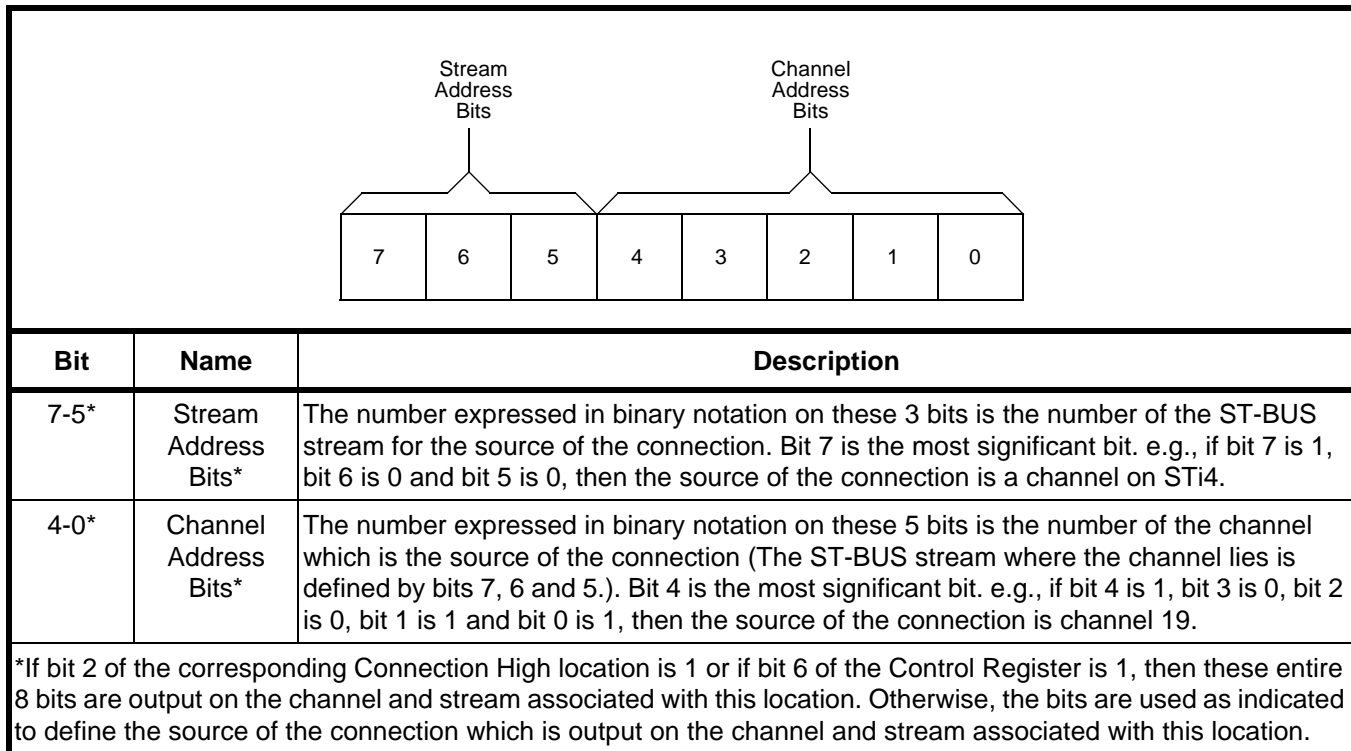 Stream
Address
Bits
Channel
Address
Bits
7 6 5 4 3 2 1 0
Bit Name Description
7-5* Stream Address Bits* The number expressed in binary notation on these 3 bits is the number of the ST-BUS
stream for the source of the connection. Bit 7 is the most significant bit. e.g., if bit 7 is 1,
bit 6 is 0 and bit 5 is 0, then the source of the connection is a channel on STi4.
4-0* Channel Address Bits* The number expressed in binary notation on these 5 bits is the number of the channel
which is the source of the connection (The ST-BUS stream where the channel lies is
defined by bits 7, 6 and 5.). Bit 4 is the most significant bit. e.g., if bit 4 is 1, bit 3 is 0, bit 2
is 0, bit 1 is 1 and bit 0 is 1, then the source of the connection is channel 19.
*If bit 2 of the corresponding Connection High location is 1 or if bit 6 of the Control Register is 1, then these entire
8 bits are output on the channel and stream associated with this location. Otherwise, the bits are used as indicated
to define the source of the connection which is output on the channel and stream associated with this location.